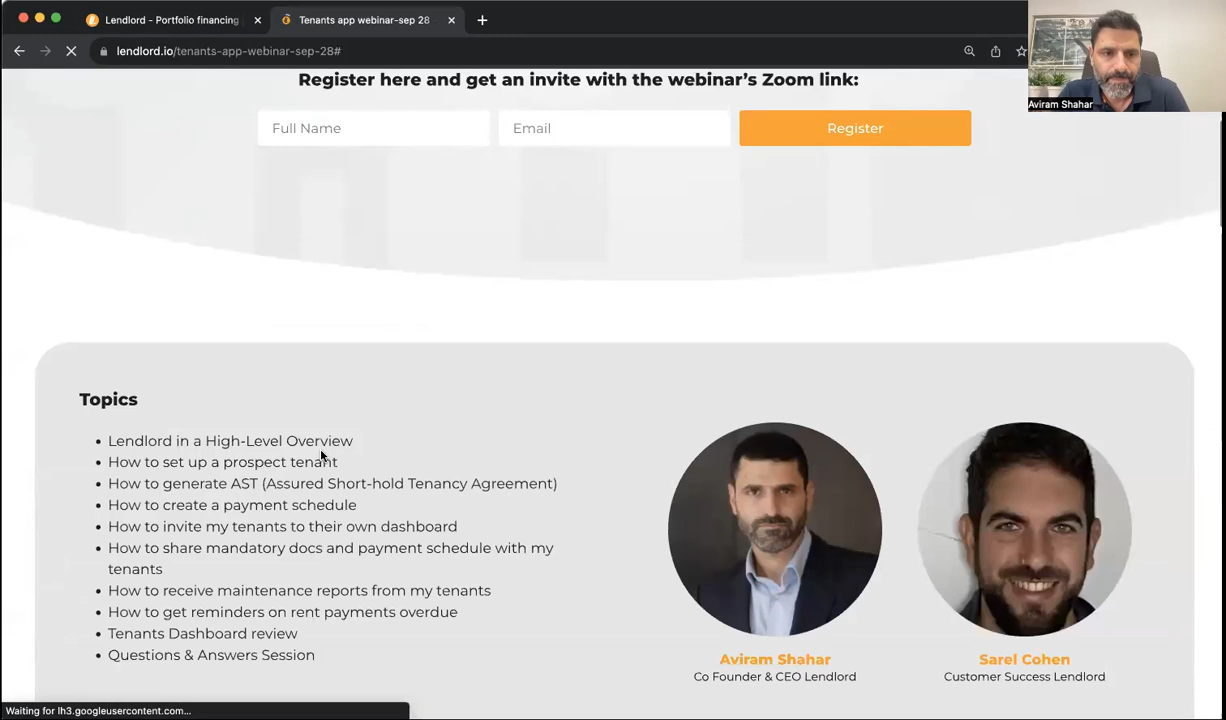 Lendlord - Portfolio financing
Tenants app webinar-sep 28
lendlord.io/tenants-app-webinar-sep-28#
Aviram Shahar
Register here and get an invite with the webinar's Zoom link:
Full Name
Email
Register
Topics
• Lendlord in a High-Level Overview
• How to set up a prospect tenant
• How to generate AST (Assured Short-hold Tenancy Agreement)
• How to create a payment schedule
• How to invite my tenants to their own dashboard
• How to share mandatory docs and payment schedule with my
tenants
• How to receive maintenance reports from my tenants
• How to get reminders on rent payments overdue
• Tenants Dashboard review
• Questions & Answers Session
Aviram Shahar
Co Founder & CEO Lendlord
Sarel Cohen
Customer Success Lendlord
Waiting for lh3.googleusercontent.com...